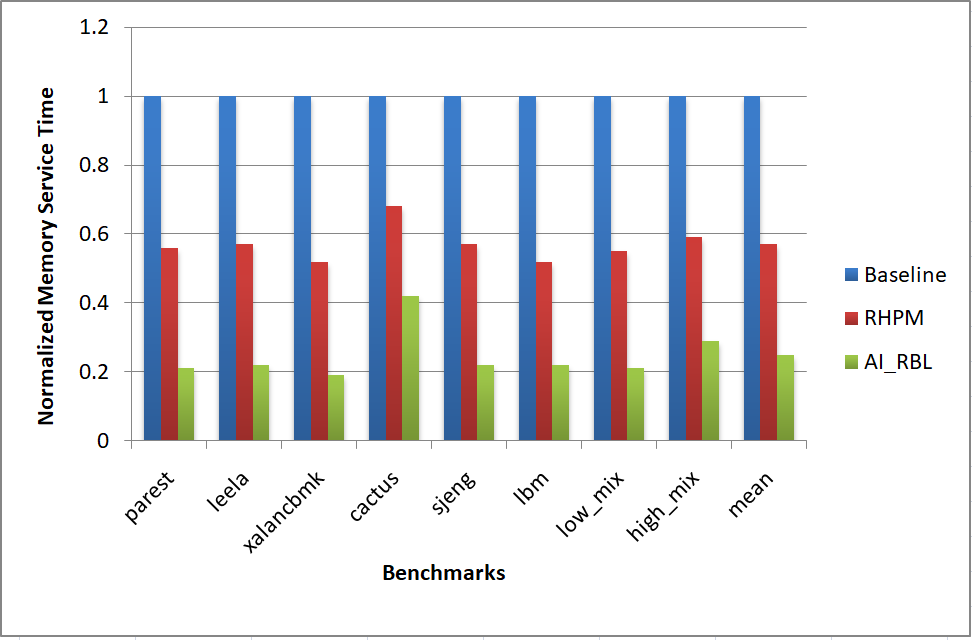 1.2
1
0.8
0.6
0.4
0.2
0
Normalized Memory Service Time
parest
leela
xalancbmk
cactus
sjeng
lbm
low_mix
high_mix
mean
Benchmarks
Baseline
RHPM
AI_RBL